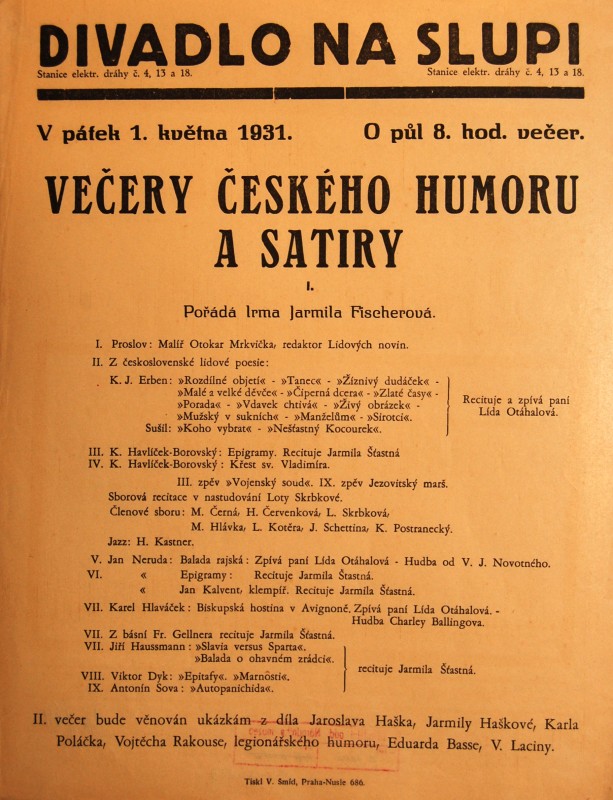 DIVADLO NA SLUPI
Stanice elektr. dráhy č. 4, 13 a 18. Stanice elektr. dráhy č. 4, 13 a 18.
V pátek 1. května 1931. O půl 8. hod. večer.
VEČERY ČESKÉHO HUMORU
A SATIRY
I.
Pořádá Irma Jarmila Fischerová.
I. Proslov: Malíř Otokar Mrkvička, redaktor Lidových novin.
II. Z československé lidové poesie:
K. J. Erben: »Rozdílné objetí« - »Tanec« - »Žíznivý dudáček« -
»Malé a velké děvče« - »Čiperná dcera« - »Zlaté časy« -
»Porada« - »Vdavek chtivá« - »Živý obrázek« -
»Mužský v sukních« - »Manželům« - »Sirotci«.
Sušil: »Koho vybrat« - »Nešťastný Kocourek«.
Recituje a zpívá paní
Lída Otáhalová.
III. K. Havlíček-Borovský: Epigramy. Recituje Jarmila Šťastná
IV. K. Havlíček-Borovský: Křest sv. Vladimíra.
III. zpěv »Vojenský soud«. IX. zpěv Jezovitský marš.
Sborová recitace v nastudování Loty Skrbkové.
Členové sboru: M. Černá, H. Červenková, L. Skrbková,
M. Hlávka, L. Kotěra, J. Schettina, K. Postranecký.
Jazz: H. Kastner.
V. Jan Neruda: Balada rajská: Zpívá paní Lída Otáhalová - Hudba od V. J. Novotného.
VI. « Epigramy: Recituje Jarmila Štastná.
« Jan Kalvent, klempíř. Recituje Jarmila Šťastná.
VII. Karel Hlaváček: Biskupská hostina v Avignoně. Zpívá paní Lída Otáhalová. -
Hudba Charley Ballingova.
VII. Z básní Fr. Gellnera recituje Jarmila Šťastná.
VII. Jiří Haussmann: »Slavia versus Sparta«.
»Balada o ohavném zrádci«.
VIII. Viktor Dyk: »Epitafy«. »Marnosti«.
IX. Antonín Sova: »Autopanichida«.
recituje Jarmila Šťastná.
II. večer bude věnován ukázkám z díla Jaroslava Haška, Jarmily Haškové, Karla
Poláčka, Vojtěcha Rakouse, legionářského humoru, Eduarda Basse, V. Laciny.
Tiskl V. Šmíd, Praha-Nusle 686.